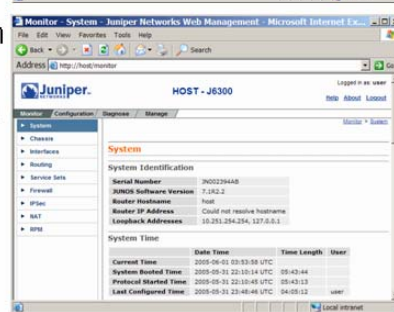 Monitor - System - Juniper Networks Web Management - Microsoft Internet Ex...
File Edit View Favorites Tools Help
Back Search
Address http://host/monitor Go
Juniper
NETWORKS
HOST - J6300
Logged in as: user
Help About Logout
Monitor Configuration Diagnose Manage
Monitor > System
System
Chassis
Interfaces
Routing
Service Sets
Firewall
IPSec
NAT
RPM
System
System Identification
Serial Number JN002394AB
JUNOS Software Version 7.1R2.2
Router Hostname host
Router IP Address Could not resolve hostname
Loopback Addresses 10.251.254.254, 127.0.0.1
System Time
Date Time Time Length User
Current Time 2005-06-01 03:53:58 UTC
System Booted Time 2005-05-31 22:10:14 UTC 05:43:44
Protocol Started Time 2005-05-31 22:10:45 UTC 05:43:13
Last Configured Time 2005-05-31 23:48:46 UTC 04:05:12 user
Local intranet